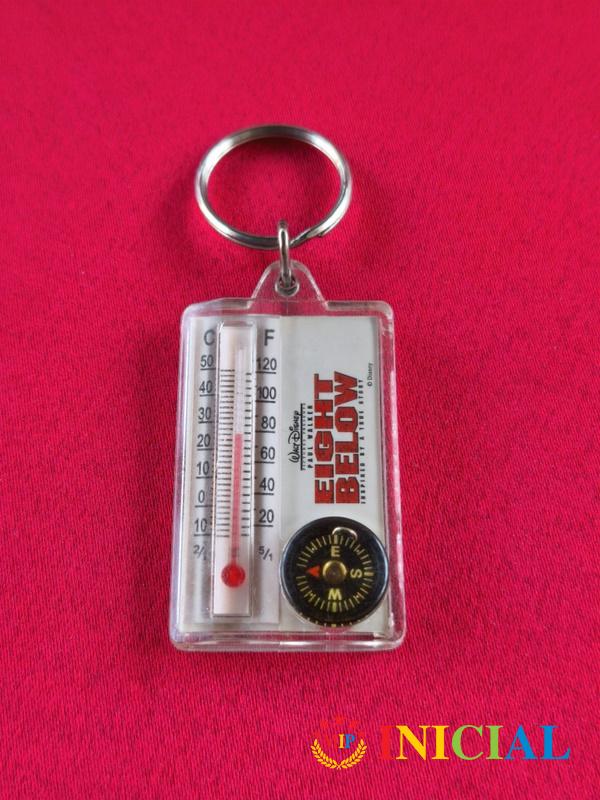 C F
50 120
40 100
30 80
20 60
10 40
0 20
10
WALT DISNEY
PAUL WALKER
EIGHT
BELOW
INSPIRED BY A TRUE STORY
© Disney
E
S
W
IP
INICIAL